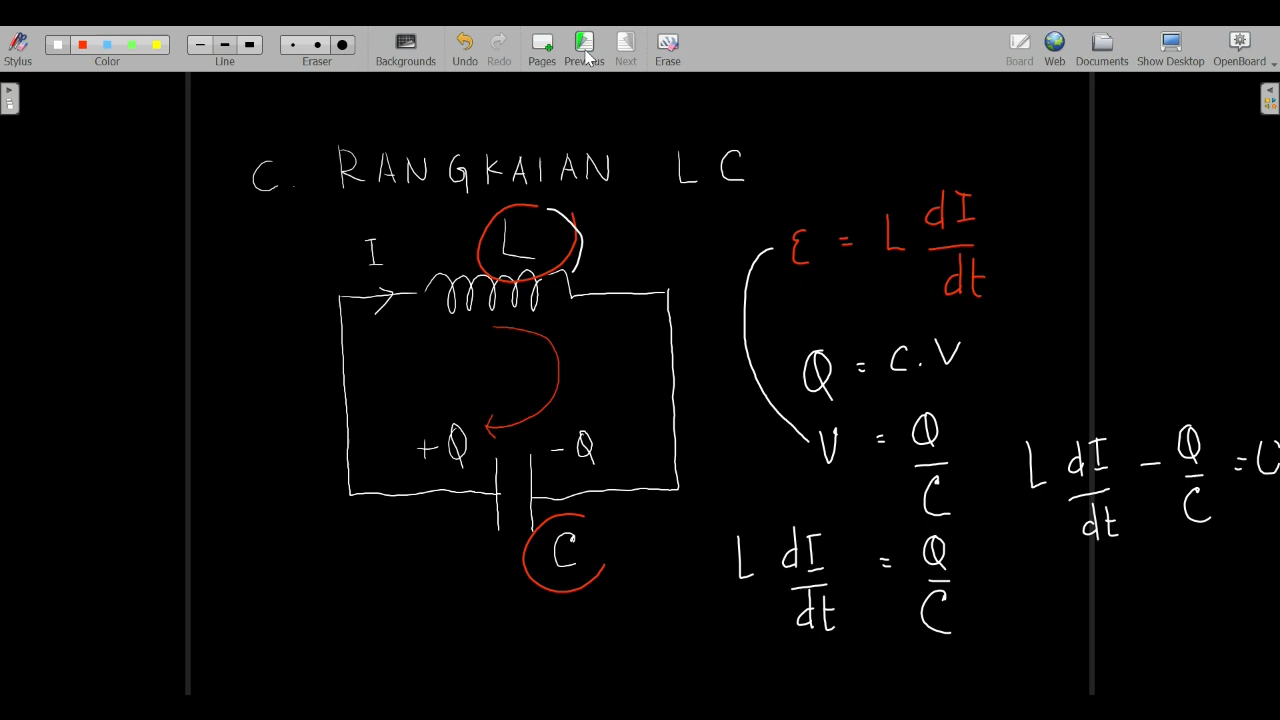 Stylus
Color
Line
Eraser
Backgrounds
Undo
Redo
Pages
Previous
Next
Erase
Board
Web
Documents
Show Desktop
OpenBoard
C. RANGKAIAN LC
I
L
+Q
-Q
C
ε = L dI/dt
Q = C.V
V = Q/C
L dI/dt - Q/C =
L dI/dt = Q/C